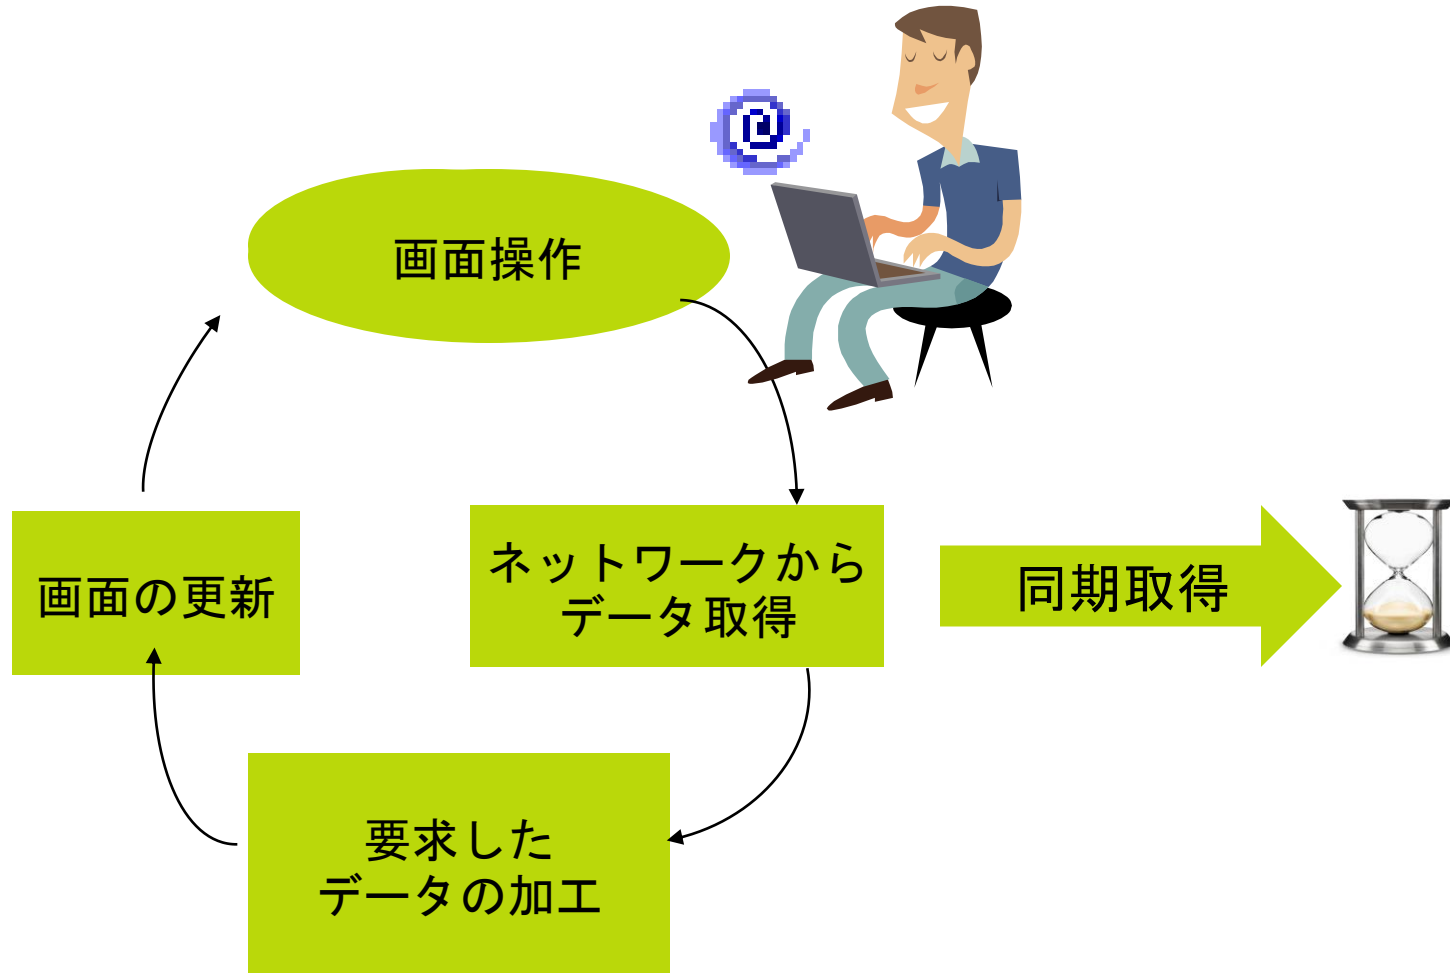 画面操作
ネットワークから
データ取得
同期取得
画面の更新
要求した
データの加工